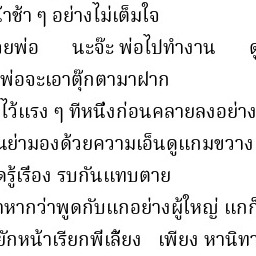 ช้า ๆ อย่างไม่เต็มใจ
พ่อ นะจ๊ะ พ่อไปทำงาน
พ่อจะเอาตุ๊กตามาฝาก
ไว้แรง ๆ ทีหนึ่งก่อนคลายลงอย่าง
ย่ามองด้วยความเอ็นดูแกมขวาง
รู้เรื่อง รบกันแทบตาย
หากว่าพูดกับแกอย่างผู้ใหญ่ แกก็
พยักหน้าเรียกพี่เลี้ยง เพียง หานิทา